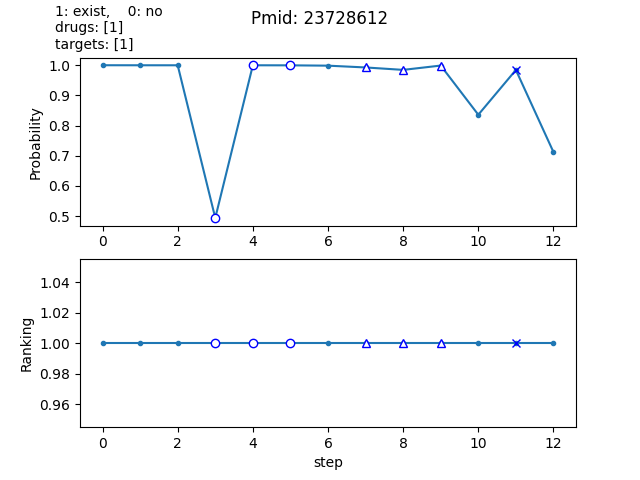 1: exist,    0: no
drugs: [1]
targets: [1]
Pmid: 23728612
Probability
1.0
0.9
0.8
0.7
0.6
0.5
0 2 4 6 8 10 12
Ranking
1.04
1.02
1.00
0.98
0.96
0 2 4 6 8 10 12
step